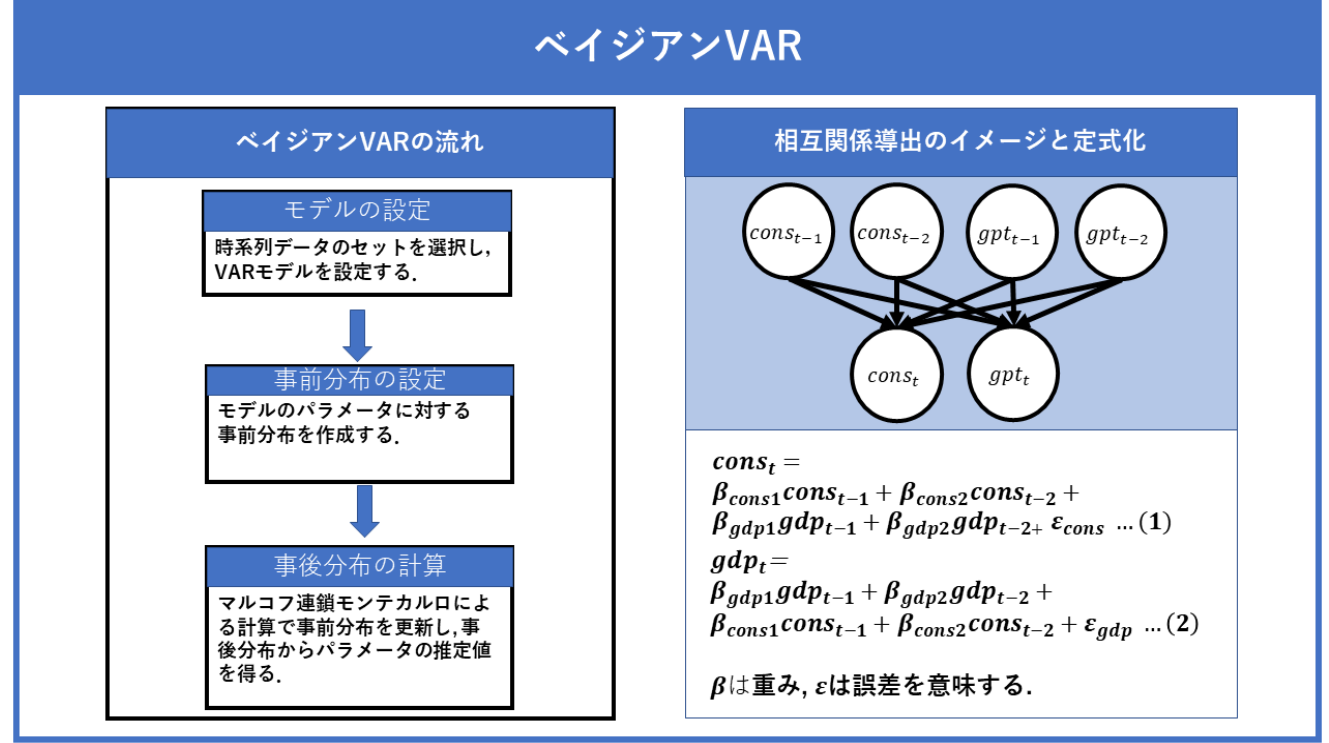 ベイジアンVAR
ベイジアンVARの流れ
モデルの設定
時系列データのセットを選択し,
VARモデルを設定する.
事前分布の設定
モデルのパラメータに対する
事前分布を作成する.
事後分布の計算
マルコフ連鎖モンテカルロによ
る計算で事前分布を更新し,事
後分布からパラメータの推定値
を得る.
相互関係導出のイメージと定式化
cons_{t−1} cons_{t−2} gpt_{t−1} gpt_{t−2}
cons_t gpt_t
cons_t =
β_{cons1}cons_{t−1} + β_{cons2}cons_{t−2} +
β_{gdp1}gdp_{t−1} + β_{gdp2}gdp_{t−2+} ε_{cons} …(1)
gdp_t =
β_{gdp1}gdp_{t−1} + β_{gdp2}gdp_{t−2} +
β_{cons1}cons_{t−1} + β_{cons2}cons_{t−2} + ε_{gdp} …(2)
βは重み, εは誤差を意味する.